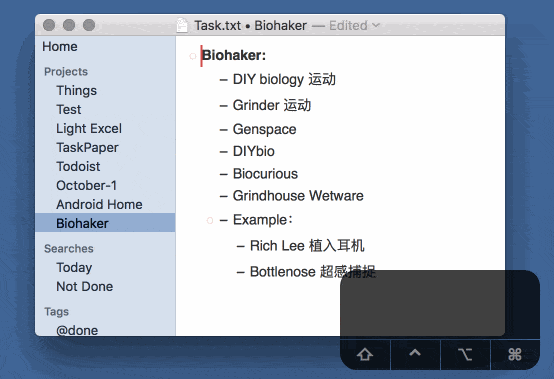 Task.txt • Biohaker — Edited
Home
Projects
Things
Test
Light Excel
TaskPaper
Todoist
October-1
Android Home
Biohaker
Searches
Today
Not Done
Tags
@done
Biohaker:
– DIY biology 运动
– Grinder 运动
– Genspace
– DIYbio
– Biocurious
– Grindhouse Wetware
– Example：
– Rich Lee 植入耳机
– Bottlenose 超感捕捉